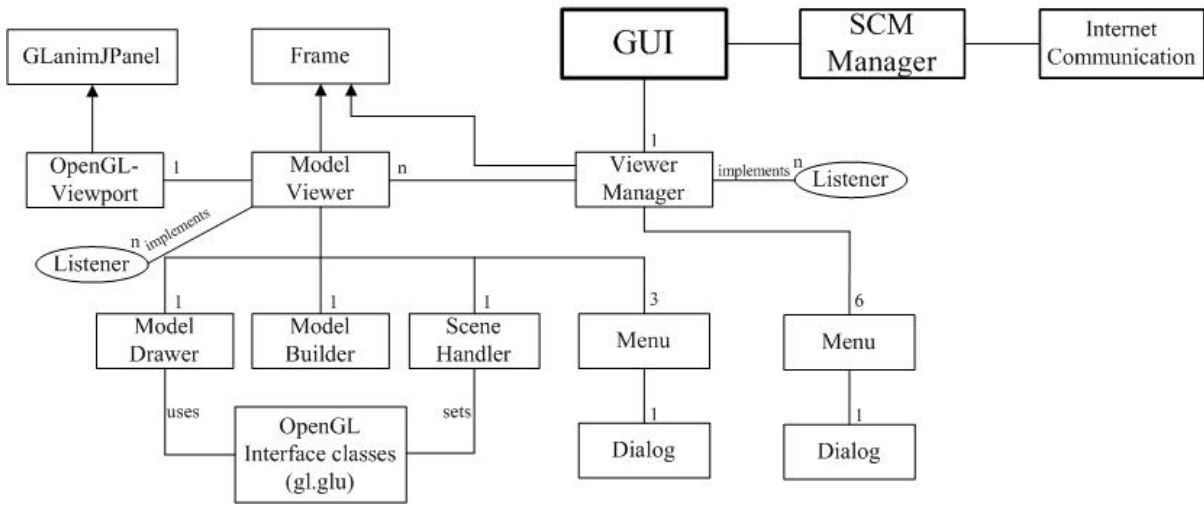 GLanimJPanel
Frame
GUI
SCM
Manager
Internet
Communication
OpenGL-
Viewport
1
Model
Viewer
n
1
Viewer
Manager
implements
n
Listener
n
implements
Listener
1
1
1
3
6
Model
Drawer
Model
Builder
Scene
Handler
Menu
Menu
uses
sets
1
1
OpenGL
Interface classes
(gl.glu)
Dialog
Dialog